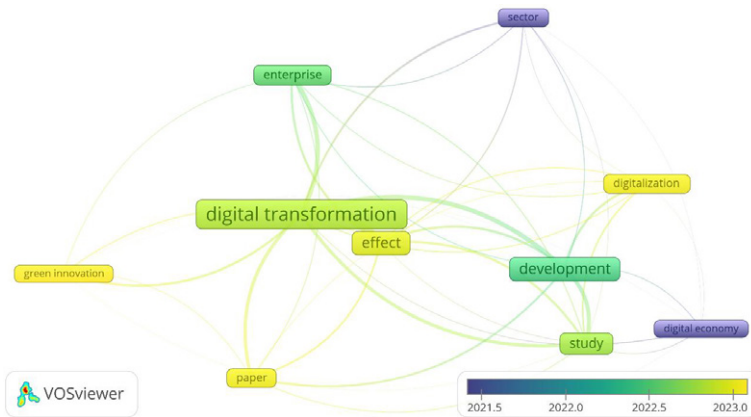 sector
enterprise
digitalization
digital transformation
effect
development
green innovation
digital economy
study
paper
VOSviewer
2021.5 2022.0 2022.5 2023.0